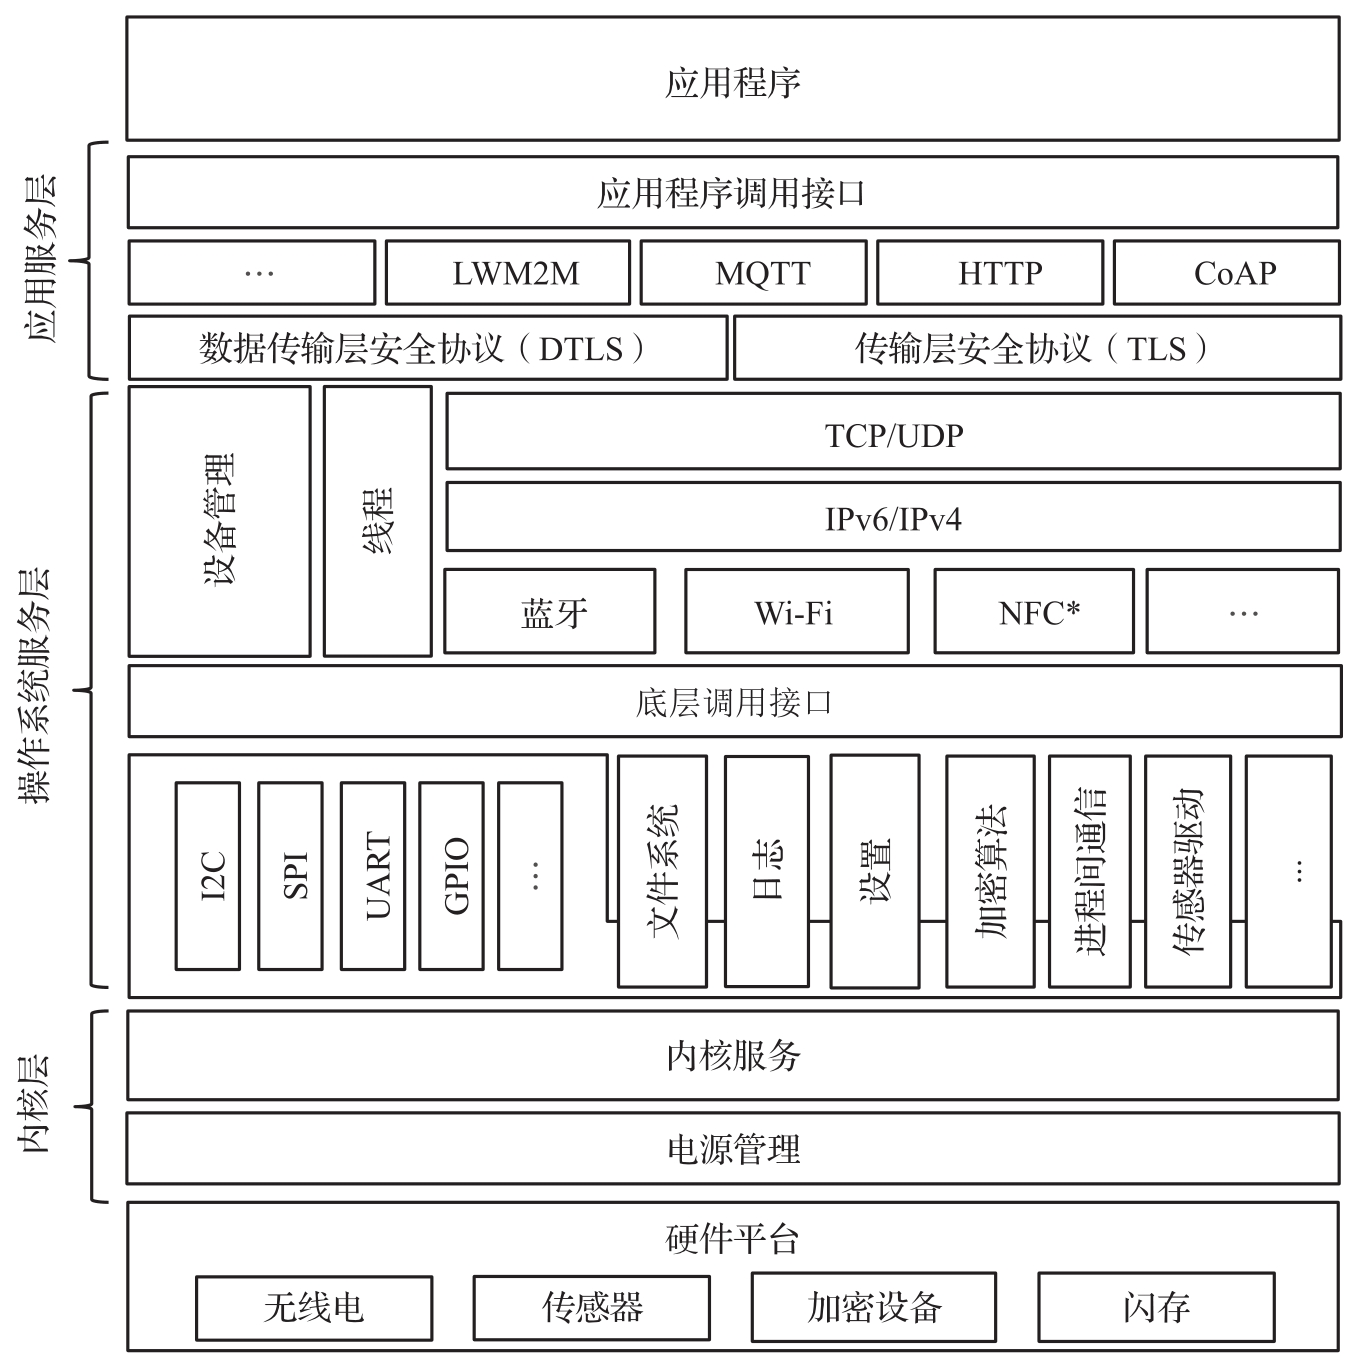 应用程序
应用服务层
应用程序调用接口
…
LWM2M
MQTT
HTTP
CoAP
数据传输层安全协议（DTLS）
传输层安全协议（TLS）
操作系统服务层
设备管理
线程
TCP/UDP
IPv6/IPv4
蓝牙
Wi-Fi
NFC*
…
底层调用接口
I2C
SPI
UART
GPIO
…
文件系统
日志
设置
加密算法
进程间通信
传感器驱动
…
内核层
内核服务
电源管理
硬件平台
无线电
传感器
加密设备
闪存